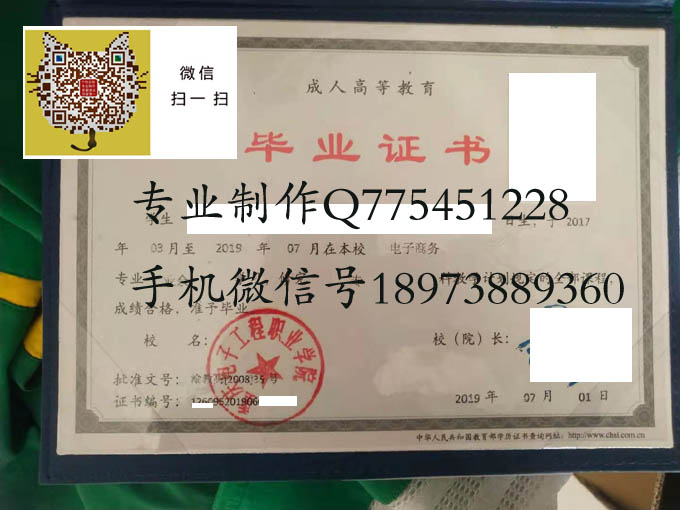 微信
扫一扫
成人高等教育
毕业证书
专业制作Q775451228
学生 日生，于 2017
年 03 月至 2019 年 07 月在本校 电子商务
专业
手机微信号18973889360
成绩合格，准予毕业
校 名：
校（院）长：
电子工程职业学院
批准文号：
证书编号：
2019 年 07 月 01 日
中华人民共和国教育部学历证书查询网址：http://www.chsi.com.cn